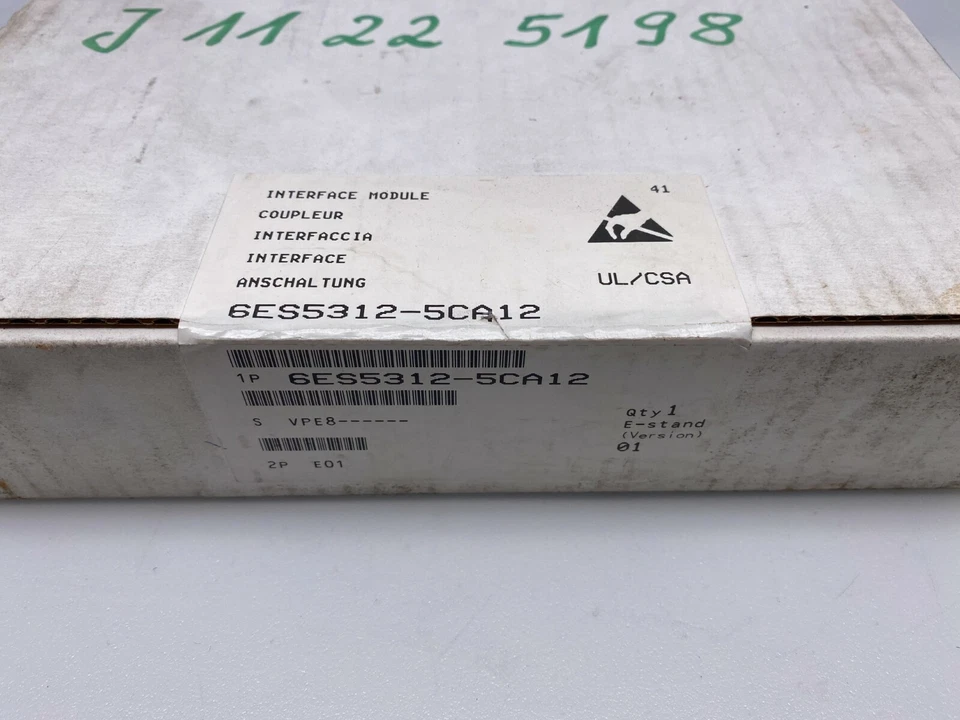 J 11 22 5198
INTERFACE MODULE
41
COUPLEUR
INTERFACCIA
INTERFACE
ANSCHALTUNG
UL/CSA
6ES5312-5CA12
1P 6ES5312-5CA12
S VPE8------
Qty 1
E-stand
(Version)
01
2P E01